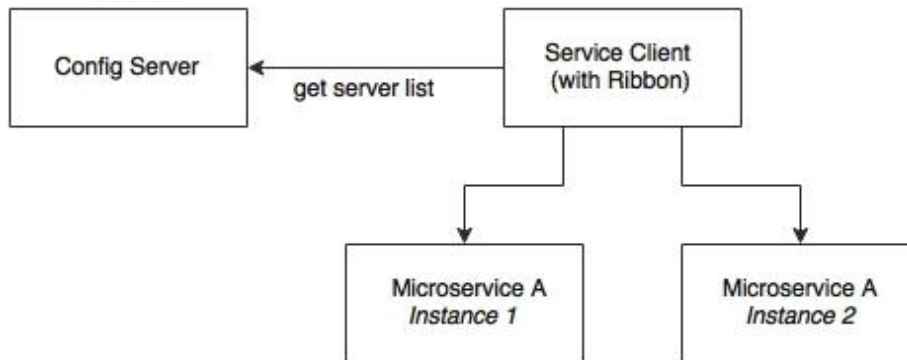 Config Server
Service Client
(with Ribbon)
get server list
Microservice A
Instance 1
Microservice A
Instance 2